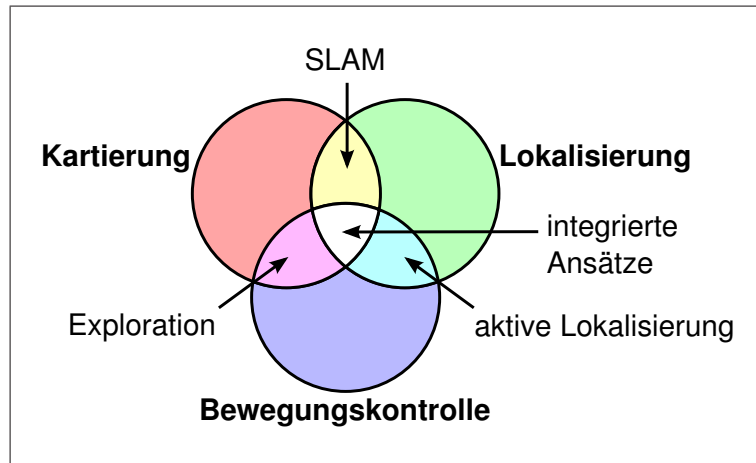 SLAM
Kartierung
Lokalisierung
integrierte
Ansätze
Exploration
aktive Lokalisierung
Bewegungskontrolle